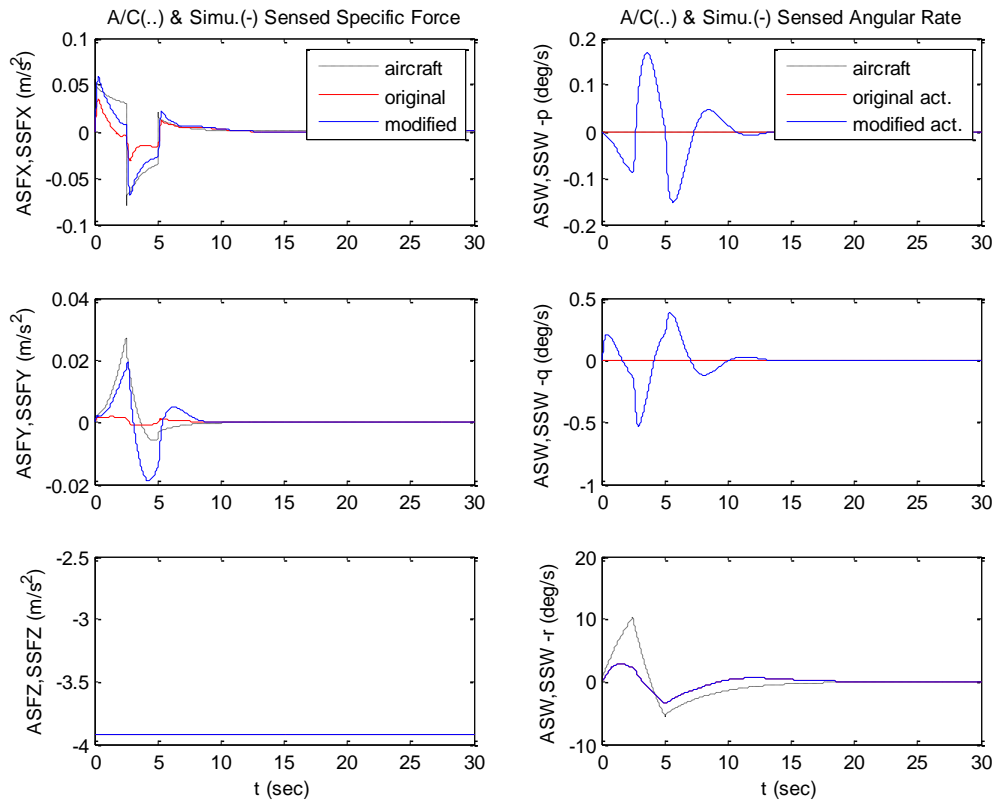 A/C(..) & Simu.(-) Sensed Specific Force
ASFX,SSFX (m/s²)
0.1
0.05
0
-0.05
-0.1
0 5 10 15 20 25 30
aircraft
original
modified
A/C(..) & Simu.(-) Sensed Angular Rate
ASW,SSW -p (deg/s)
0.2
0.1
0
-0.1
-0.2
0 5 10 15 20 25 30
aircraft
original act.
modified act.
ASFY,SSFY (m/s²)
0.04
0.02
0
-0.02
0 5 10 15 20 25 30
ASW,SSW -q (deg/s)
0.5
0
-0.5
-1
0 5 10 15 20 25 30
ASFZ,SSFZ (m/s²)
-2.5
-3
-3.5
-4
0 5 10 15 20 25 30
t (sec)
ASW,SSW -r (deg/s)
20
10
0
-10
0 5 10 15 20 25 30
t (sec)